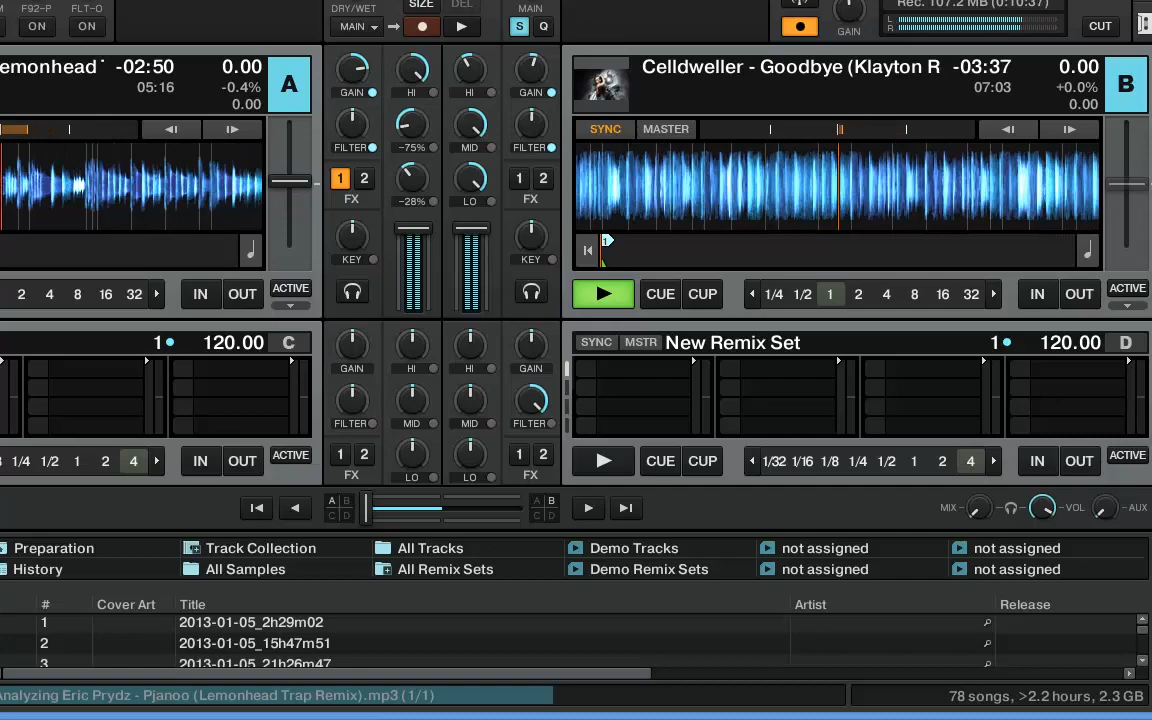 F92-P FLT-O DRY/WET SIZE DEL MAIN Rec. 107.2 MB (0:10:37)
ON ON MAIN S Q L R GAIN CUT
emonhead -02:50 0.00 A
05:16 -0.4%
0.00
GAIN HI HI GAIN
Celldweller - Goodbye (Klayton R -03:37 0.00 B
07:03 +0.0%
0.00
SYNC MASTER
FILTER -75% MID FILTER
1 2 1 2
FX -28% LO FX
KEY KEY
1
2 4 8 16 32 IN OUT ACTIVE
CUE CUP 1/4 1/2 1 2 4 8 16 32 IN OUT ACTIVE
1 120.00 C
GAIN HI HI GAIN
SYNC MSTR New Remix Set 1 120.00 D
FILTER MID MID FILTER
1/4 1/2 1 2 4 IN OUT ACTIVE
1 2 1 2
FX LO LO FX
CUE CUP 1/32 1/16 1/8 1/4 1/2 1 2 4 IN OUT ACTIVE
A B A B
C D C D
MIX VOL AUX
Preparation Track Collection All Tracks Demo Tracks not assigned not assigned
History All Samples All Remix Sets Demo Remix Sets not assigned not assigned
# Cover Art Title Artist Release
1 2013-01-05_2h29m02
2 2013-01-05_15h47m51
3 2013-01-05_21h26m47
Analyzing Eric Prydz - Pjanoo (Lemonhead Trap Remix).mp3 (1/1) 78 songs, >2.2 hours, 2.3 GB